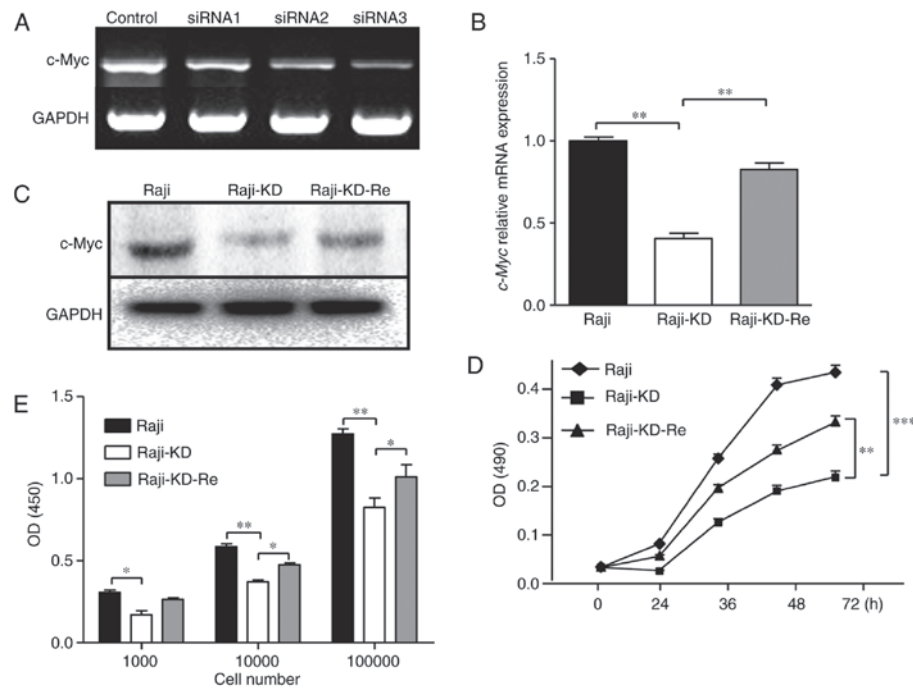 A
Control siRNA1 siRNA2 siRNA3
c-Myc
GAPDH
B
c-Myc relative mRNA expression
1.5
1.0
0.5
0.0
** **
Raji Raji-KD Raji-KD-Re
C
Raji Raji-KD Raji-KD-Re
c-Myc
GAPDH
D
Raji
Raji-KD
Raji-KD-Re
OD (490)
0.4
0.3
0.2
0.1
0.0
0 24 36 48 72 (h)
**
***
E
Raji
Raji-KD
Raji-KD-Re
OD (450)
1.5
1.0
0.5
0.0
*
** *
** *
1000 10000 100000
Cell number